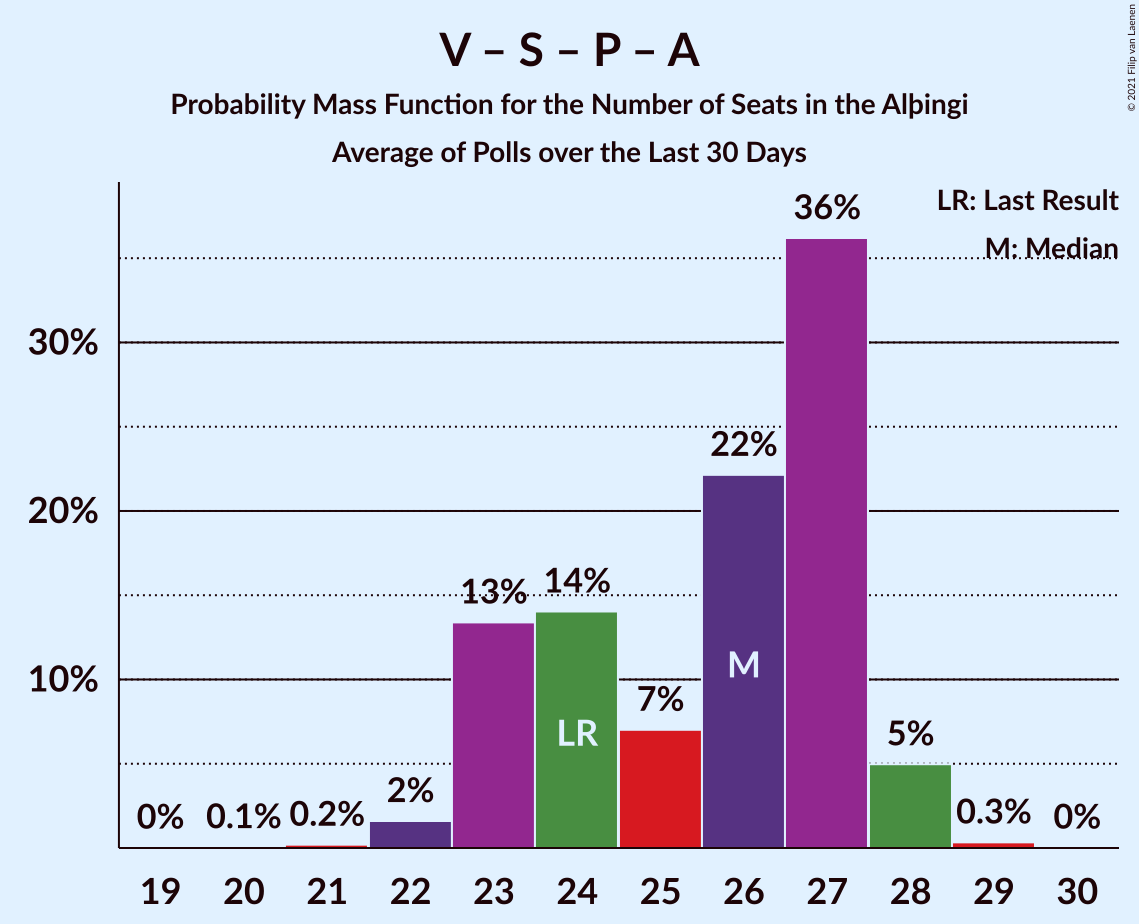 V – S – P – A
Probability Mass Function for the Number of Seats in the Alþingi
Average of Polls over the Last 30 Days
© 2021 Filip van Laenen
LR: Last Result
M: Median
36%
30%
22%
20%
13%
14%
10%
M
7%
LR
5%
2%
0%
0.1%
0.2%
0.3%
0%
19 20 21 22 23 24 25 26 27 28 29 30